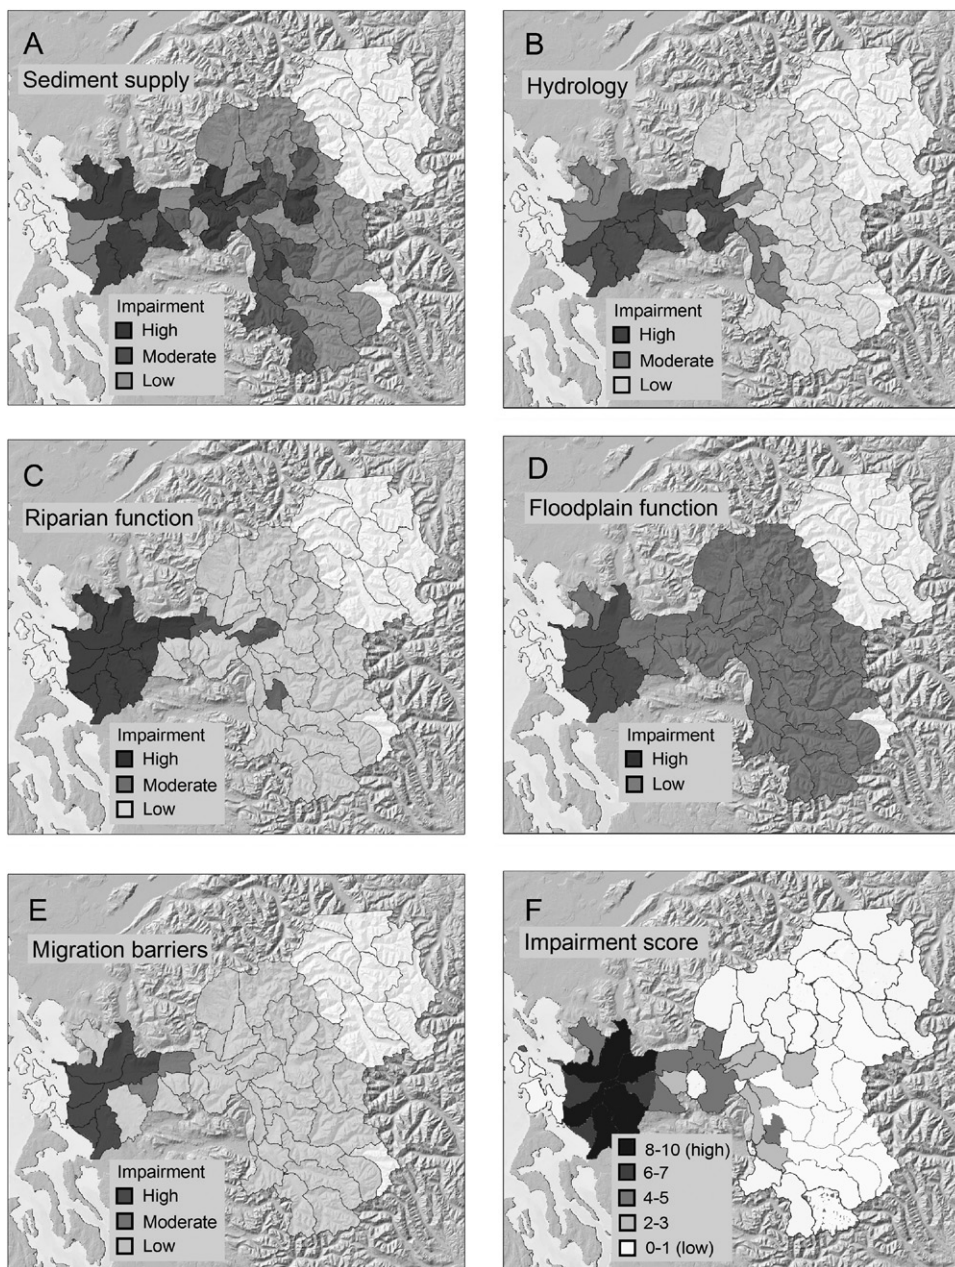 A
Sediment supply
Impairment
High
Moderate
Low
B
Hydrology
Impairment
High
Moderate
Low
C
Riparian function
Impairment
High
Moderate
Low
D
Floodplain function
Impairment
High
Low
E
Migration barriers
Impairment
High
Moderate
Low
F
Impairment score
8-10 (high)
6-7
4-5
2-3
0-1 (low)